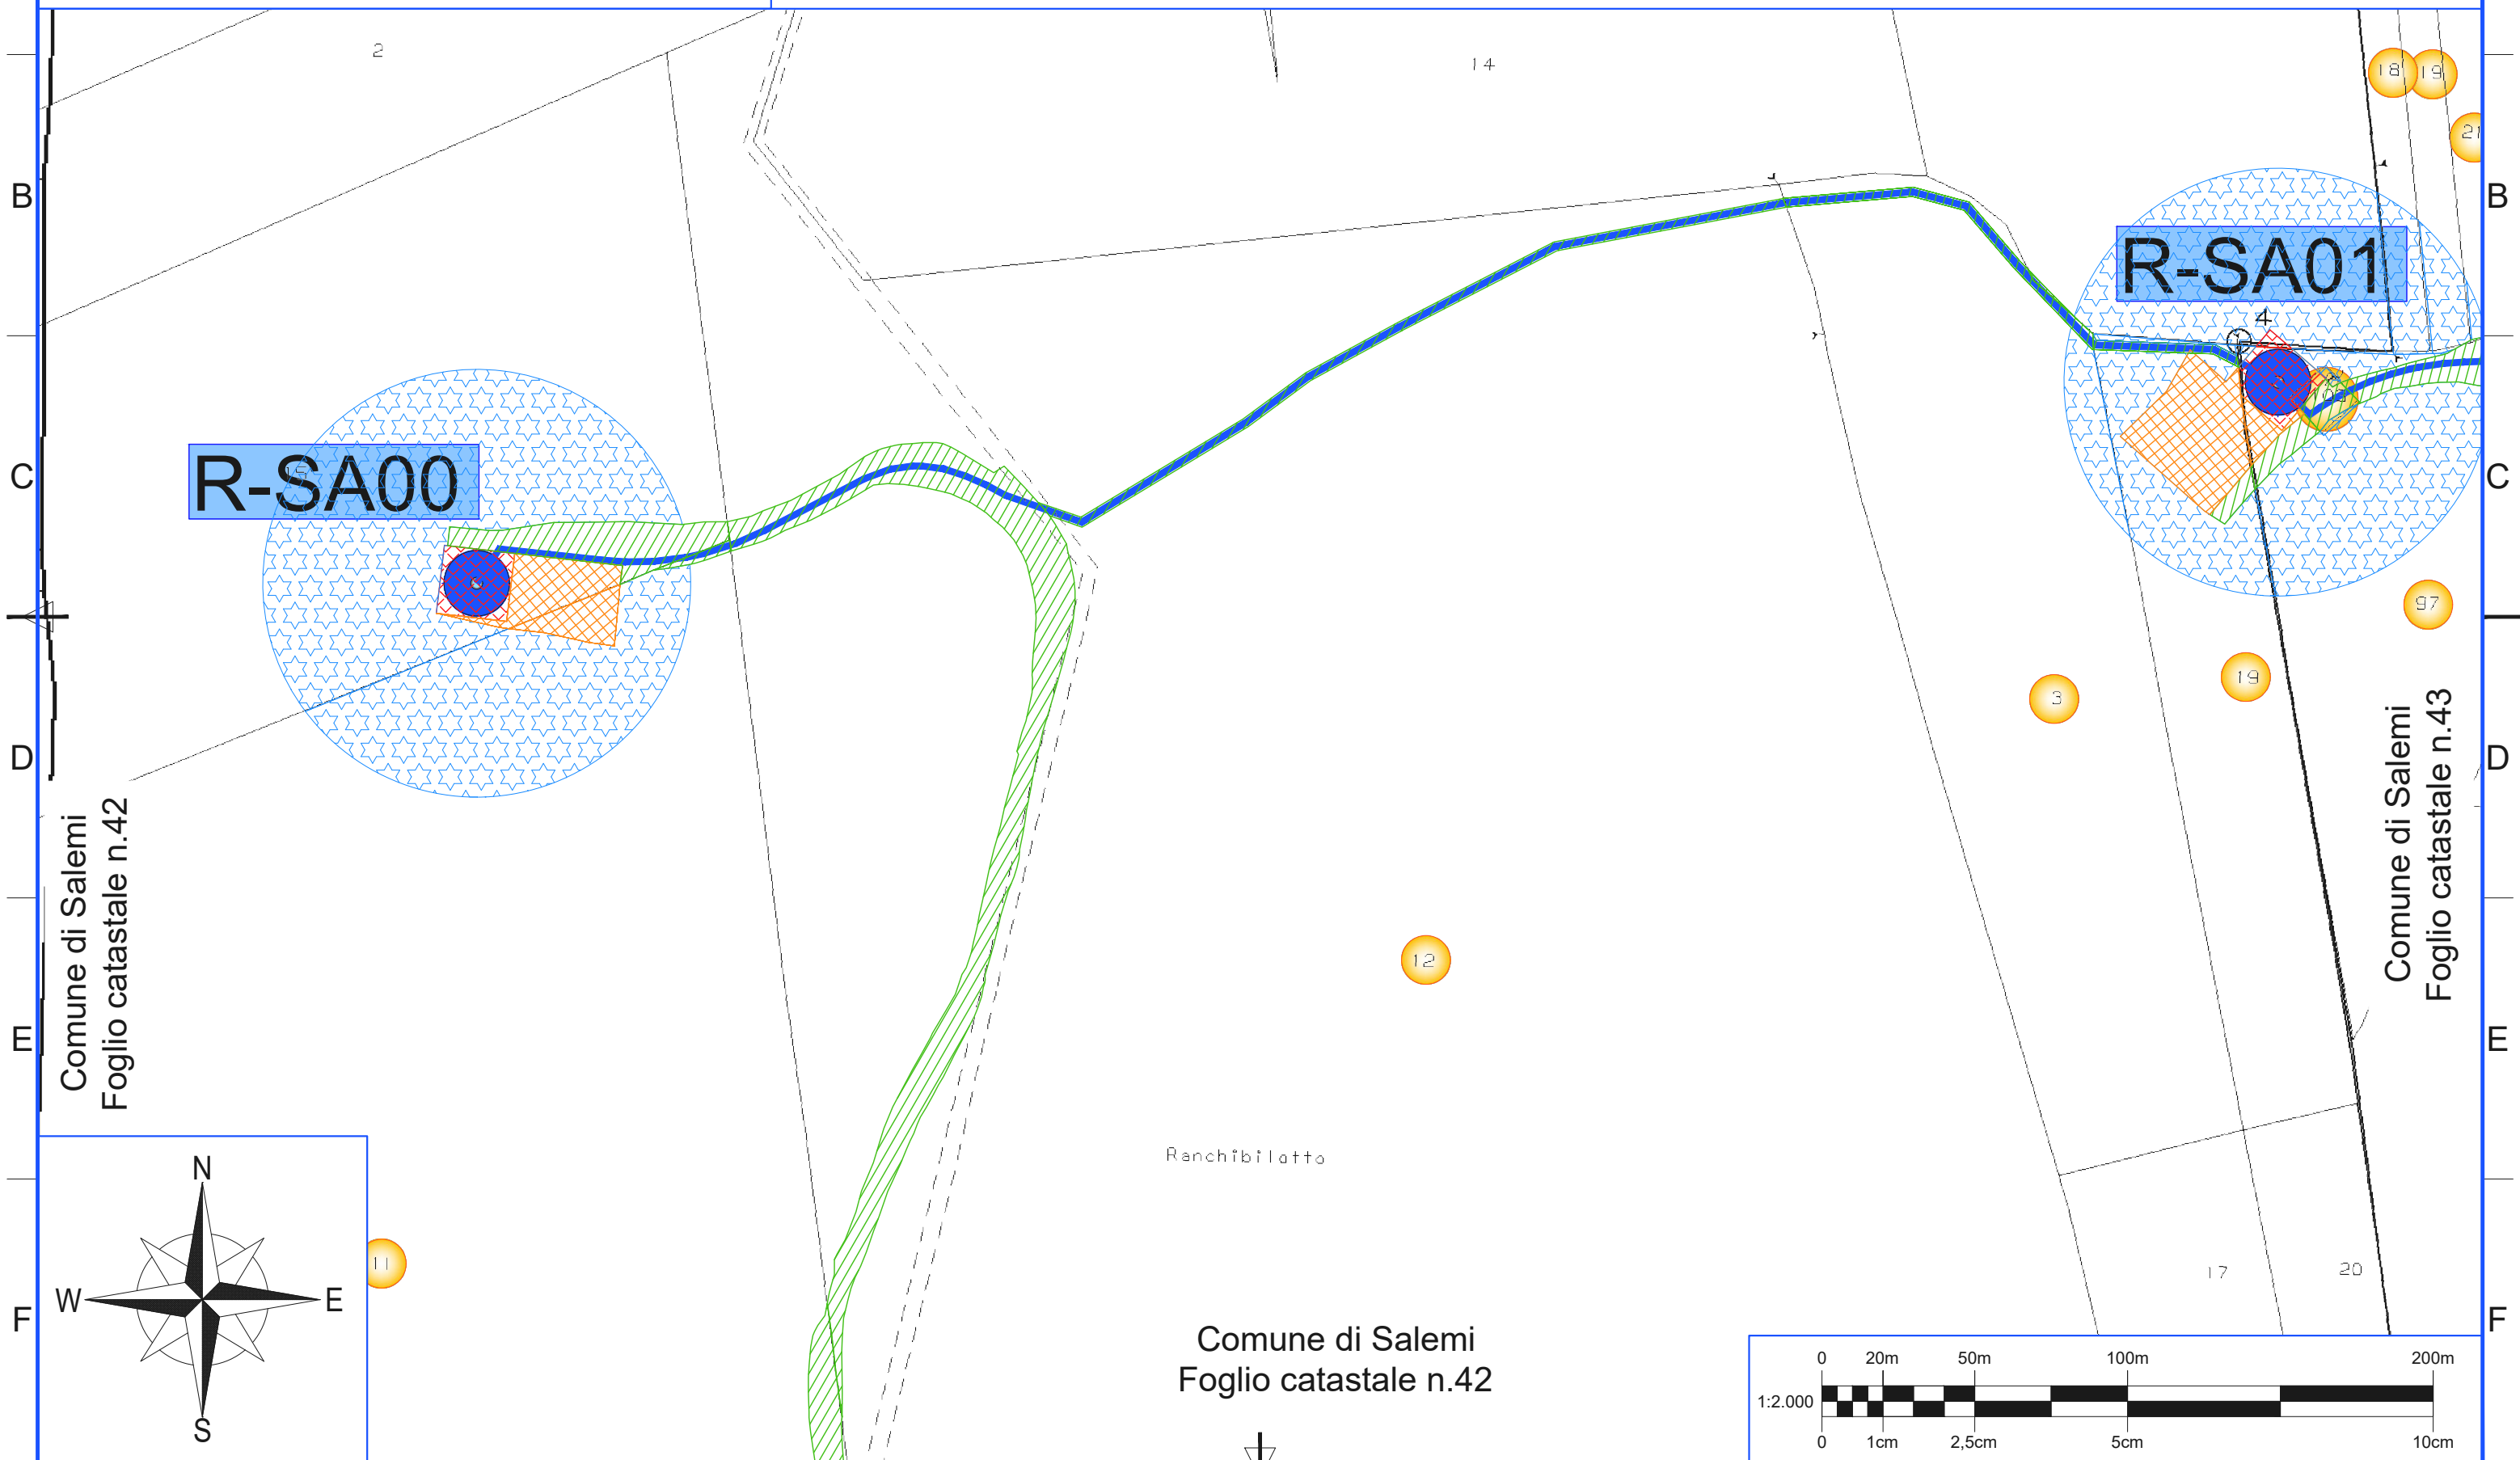 2
14
18
19
21
B
B
R-SA01
4
C
R-SA00
C
97
19
3
D
D
Comune di Salemi
Foglio catastale n.42
Comune di Salemi
Foglio catastale n.43
12
E
E
Ranchibilotto
N
W
E
S
11
17
20
F
F
Comune di Salemi
Foglio catastale n.42
0
20m
50m
100m
200m
1:2.000
0
1cm
2,5cm
5cm
10cm